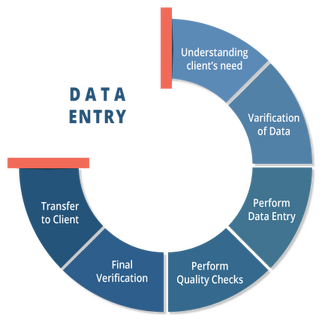 DATA
ENTRY
Understanding
client's need
Varification
of Data
Perform
Data Entry
Perform
Quality Checks
Final
Verification
Transfer
to Client